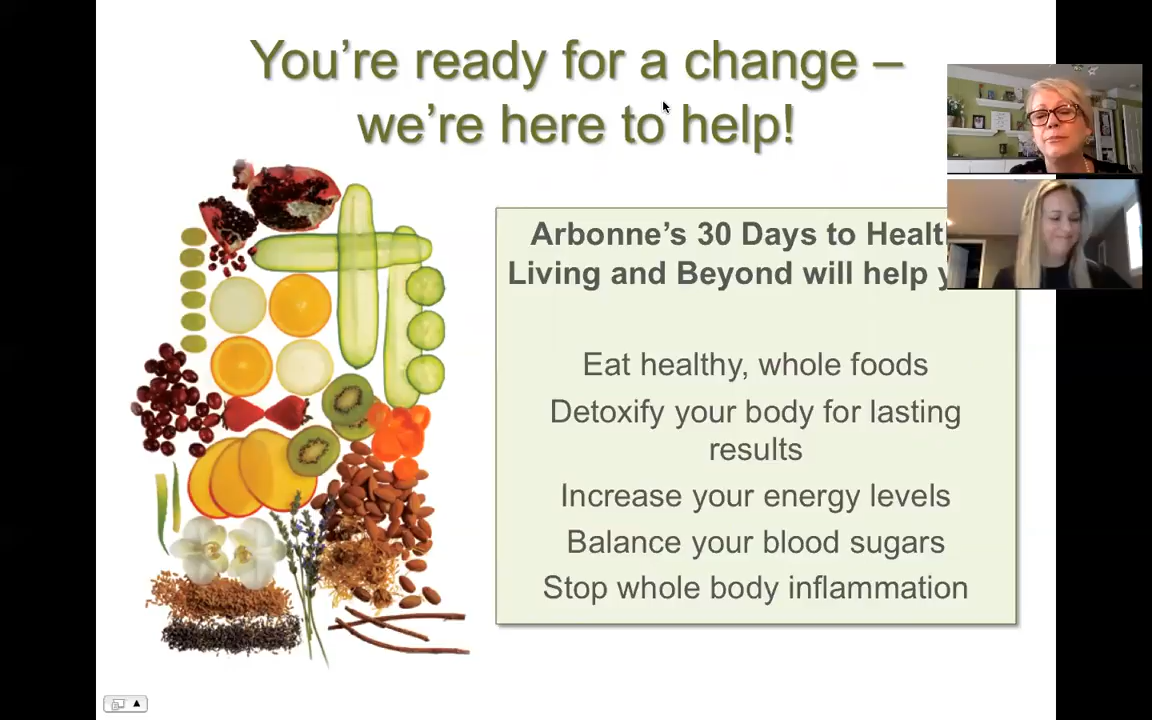 You’re ready for a change –
we’re here to help!
Arbonne’s 30 Days to Healt
Living and Beyond will help y
Eat healthy, whole foods
Detoxify your body for lasting
results
Increase your energy levels
Balance your blood sugars
Stop whole body inflammation